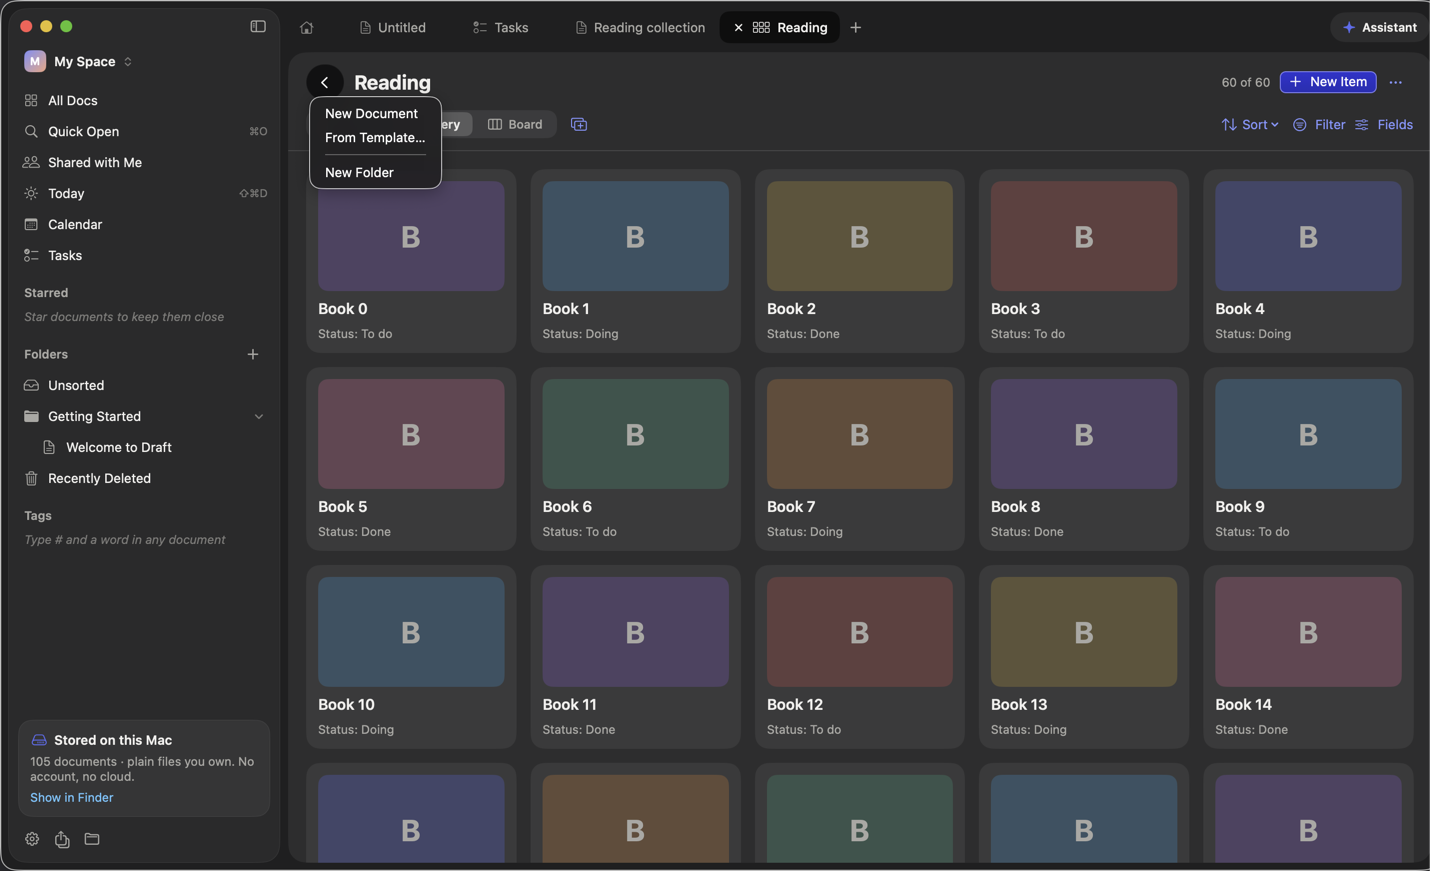 Untitled
Tasks
Reading collection
Reading
Assistant
M My Space
All Docs
Quick Open ⌘O
Shared with Me
Today ⇧⌘D
Calendar
Tasks
Starred
Star documents to keep them close
Folders
Unsorted
Getting Started
Welcome to Draft
Recently Deleted
Tags
Type # and a word in any document
Stored on this Mac
105 documents · plain files you own. No
account, no cloud.
Show in Finder
Reading
60 of 60
+ New Item
New Document
From Template...
New Folder
ery
Board
Sort
Filter
Fields
B
Book 0
Status: To do
B
Book 1
Status: Doing
B
Book 2
Status: Done
B
Book 3
Status: To do
B
Book 4
Status: Doing
B
Book 5
Status: Done
B
Book 6
Status: To do
B
Book 7
Status: Doing
B
Book 8
Status: Done
B
Book 9
Status: To do
B
Book 10
Status: Doing
B
Book 11
Status: Done
B
Book 12
Status: To do
B
Book 13
Status: Doing
B
Book 14
Status: Done
B
B
B
B
B